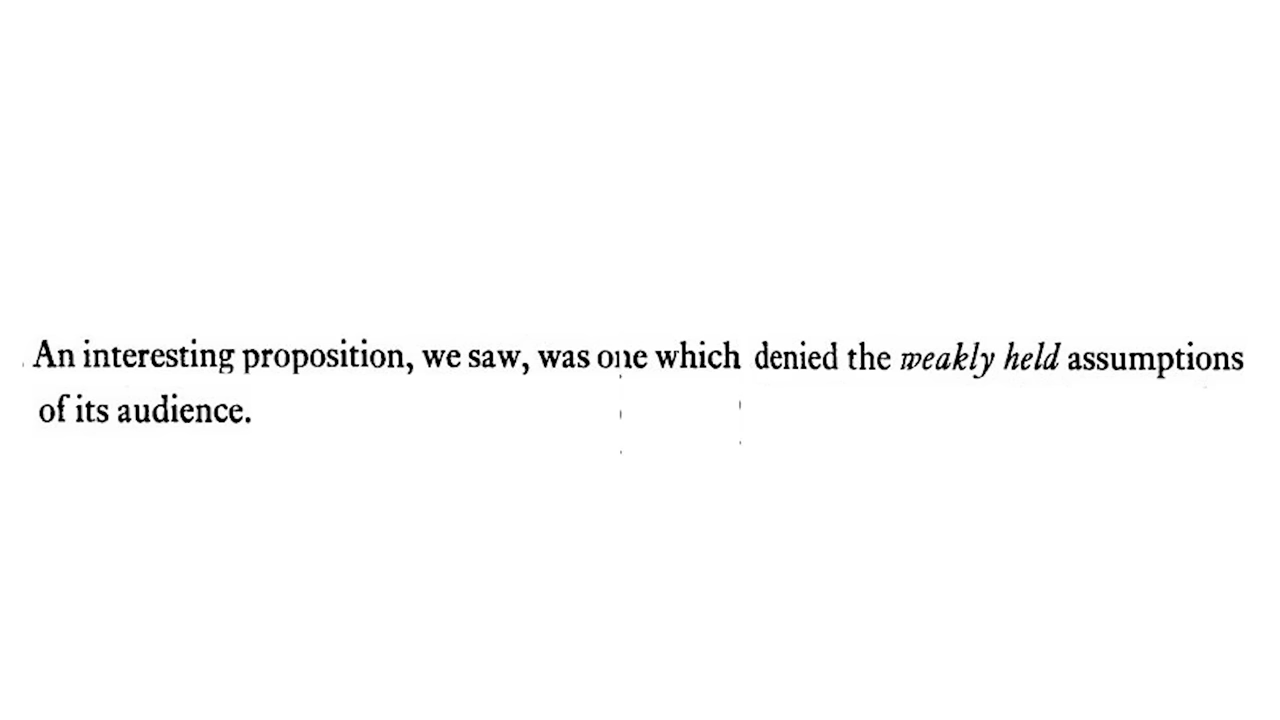 An interesting proposition, we saw, was one which denied the weakly held assumptions
of its audience.